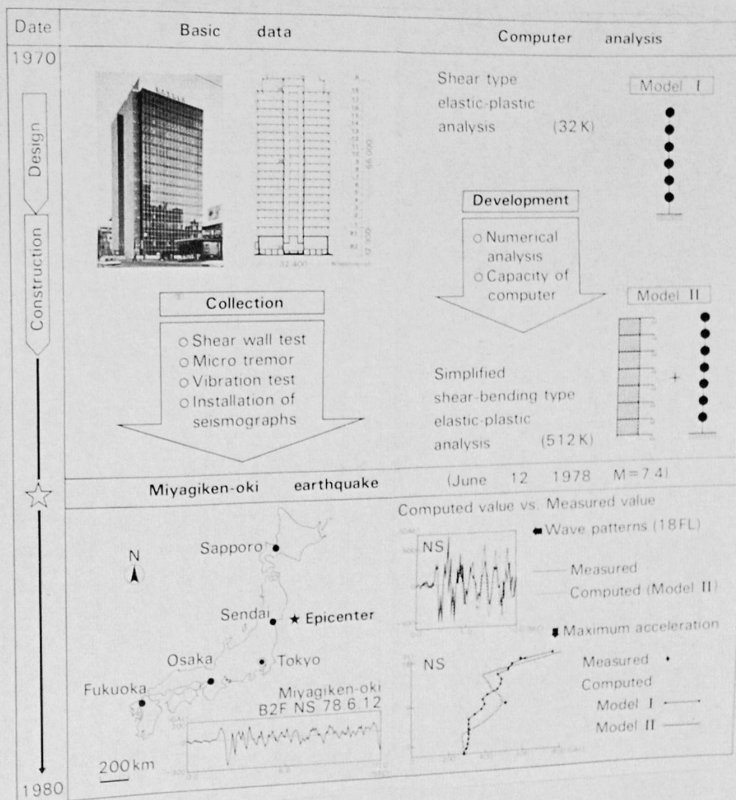 Date
Basic data
Computer analysis
1970
Design
Construction
Shear type
elastic-plastic
analysis (32K)
Model I
Development
Numerical
analysis
Capacity of
computer
Collection
Shear wall test
Micro tremor
Vibration test
Installation of
seismographs
Model II
Simplified
shear-bending type
elastic-plastic
analysis (512K)
Miyagiken-oki earthquake (June 12 1978 M=7.4)
N
Sapporo
Sendai
Epicenter
Osaka
Tokyo
Fukuoka
Miyagiken-oki
B2F NS 78.6.12
200km
Computed value vs. Measured value
NS
Wave patterns (18FL)
Measured
Computed (Model II)
Maximum acceleration
NS
Measured
Computed
Model I
Model II
1980